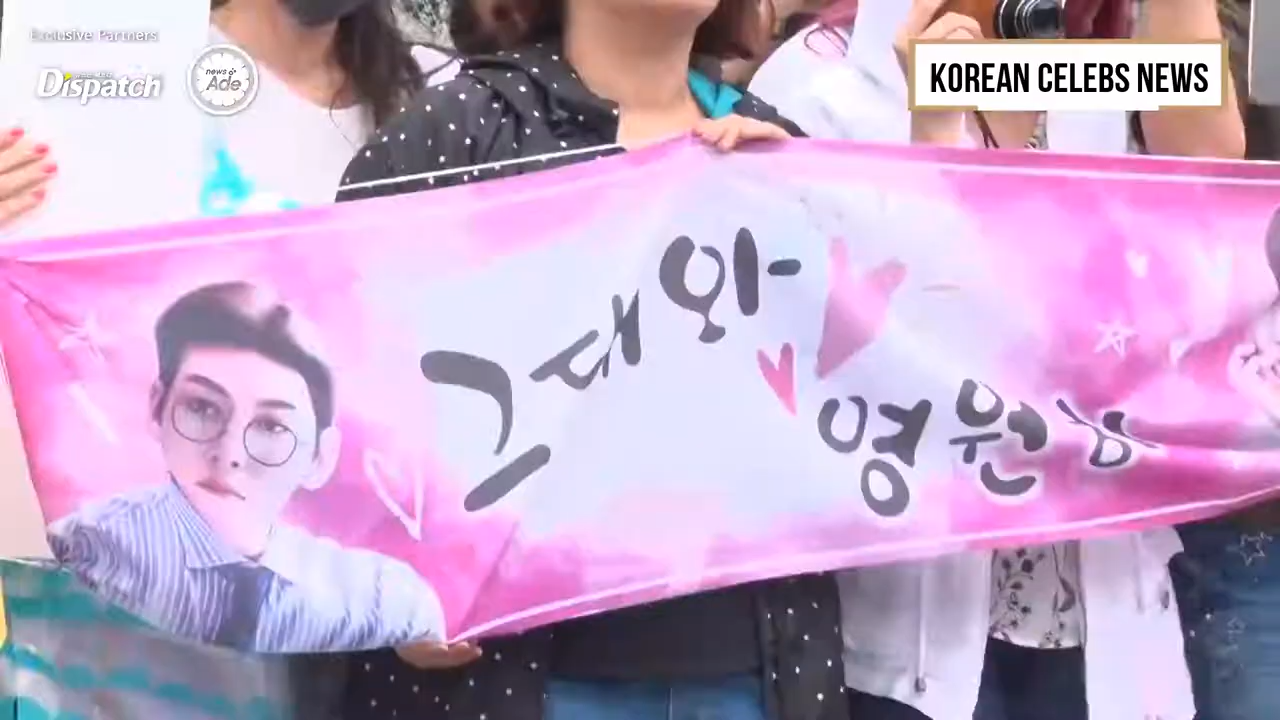 Exclusive Partners
Dispatch
news Ade
KOREAN CELEBS NEWS
그대와
영원히